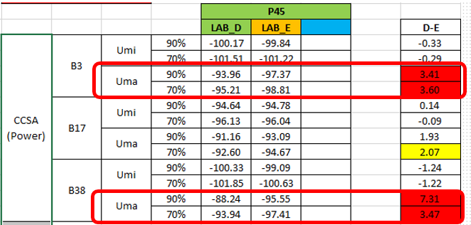 P45
LAB_D LAB_E D-E
CCSA (Power) B3 Umi 90% -100.17 -99.84 -0.33
70% -101.51 -101.22 -0.29
Uma 90% -93.96 -97.37 3.41
70% -95.21 -98.81 3.60
B17 Umi 90% -94.64 -94.78 0.14
70% -96.13 -96.04 -0.09
Uma 90% -91.16 -93.09 1.93
70% -92.60 -94.67 2.07
B38 Umi 90% -100.33 -99.09 -1.24
70% -101.85 -100.63 -1.22
Uma 90% -88.24 -95.55 7.31
70% -93.94 -97.41 3.47